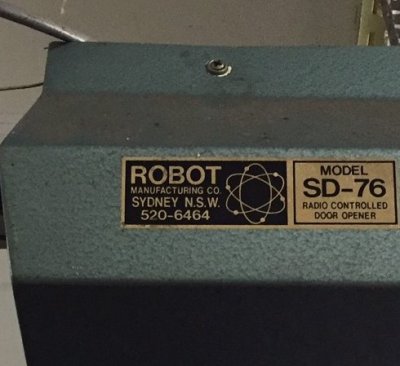 ROBOT
MANUFACTURING CO.
SYDNEY N.S.W.
520-6464
MODEL
SD-76
RADIO CONTROLLED
DOOR OPENER